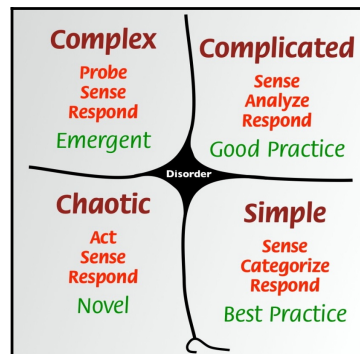 Complex
Probe
Sense
Respond
Emergent
Complicated
Sense
Analyze
Respond
Good Practice
Disorder
Chaotic
Act
Sense
Respond
Novel
Simple
Sense
Categorize
Respond
Best Practice